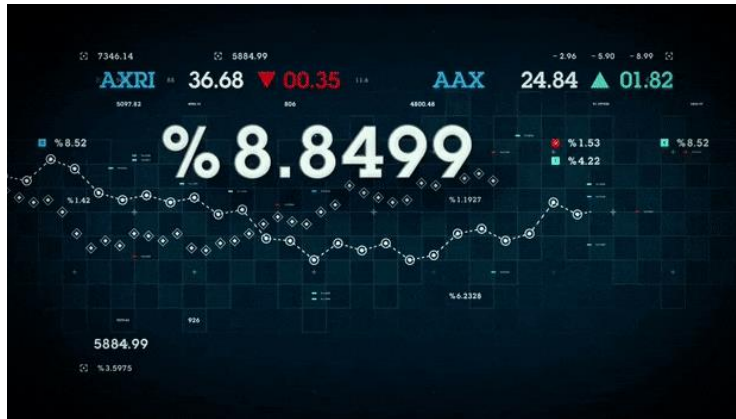 7346.14 5884.99 - 2.96 - 5.90 - 8.99
AXRI 36.68 ▼ 00.35 11.6 AAX 24.84 ▲ 01.82
5097.82 806 4800.48
%8.8499
%8.52 %1.53 %8.52
%4.22
%1.42 %1.1927
%6.2328
926
5884.99
%3.5975